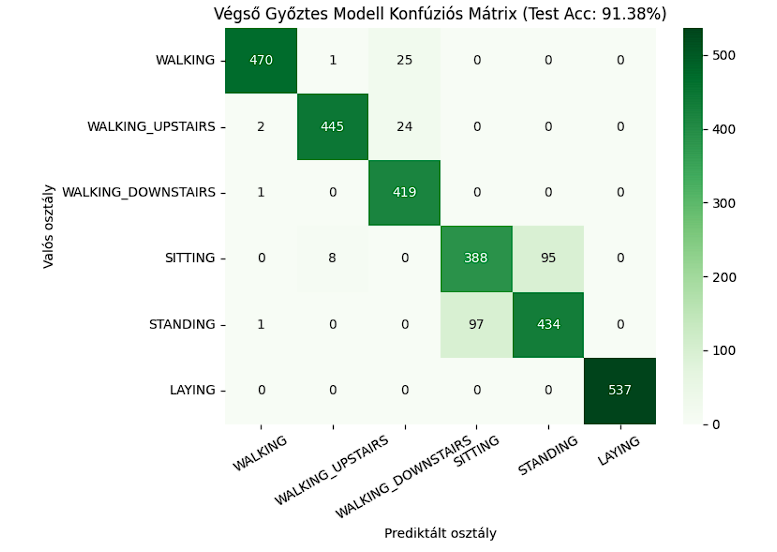 Végső Győztes Modell Konfúziós Mátrix (Test Acc: 91.38%)
Valós osztály
WALKING 470 1 25 0 0 0
WALKING_UPSTAIRS 2 445 24 0 0 0
WALKING_DOWNSTAIRS 1 0 419 0 0 0
SITTING 0 8 0 388 95 0
STANDING 1 0 0 97 434 0
LAYING 0 0 0 0 0 537
WALKING
WALKING_UPSTAIRS
WALKING_DOWNSTAIRS
SITTING
STANDING
LAYING
Prediktált osztály
500
400
300
200
100
0